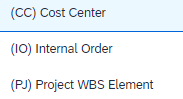 (CC) Cost Center
(IO) Internal Order
(PJ) Project WBS Element